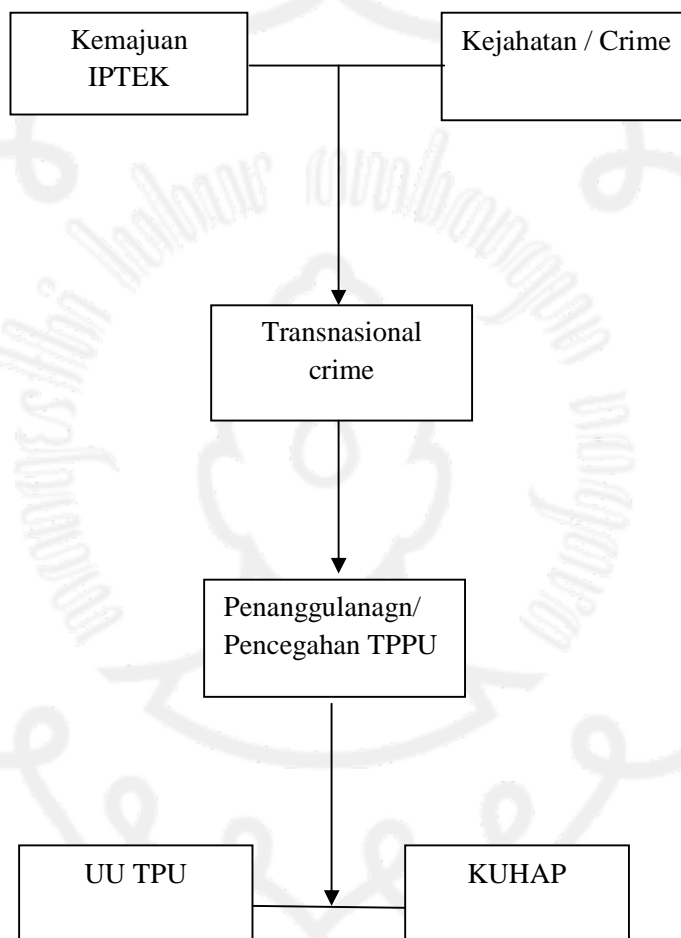 Kemajuan
IPTEK
Kejahatan / Crime
Transnasional
crime
Penanggulanagn/
Pencegahan TPPU
UU TPU
KUHAP